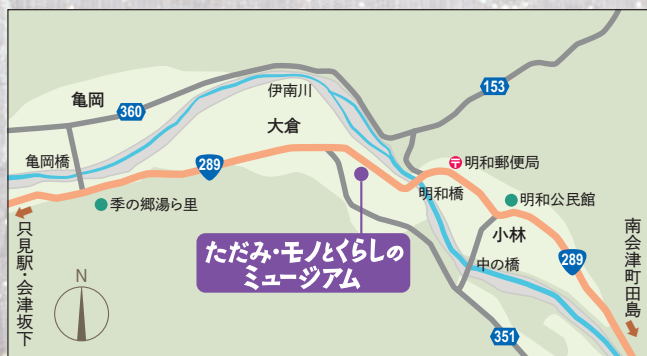 亀岡
360
伊南川
153
大倉
亀岡橋
289
〒明和郵便局
季の郷湯ら里
明和橋
明和公民館
ただみ・モノとくらしの
ミュージアム
小林
中の橋
289
只見駅・会津坂下
南会津町田島
N
351